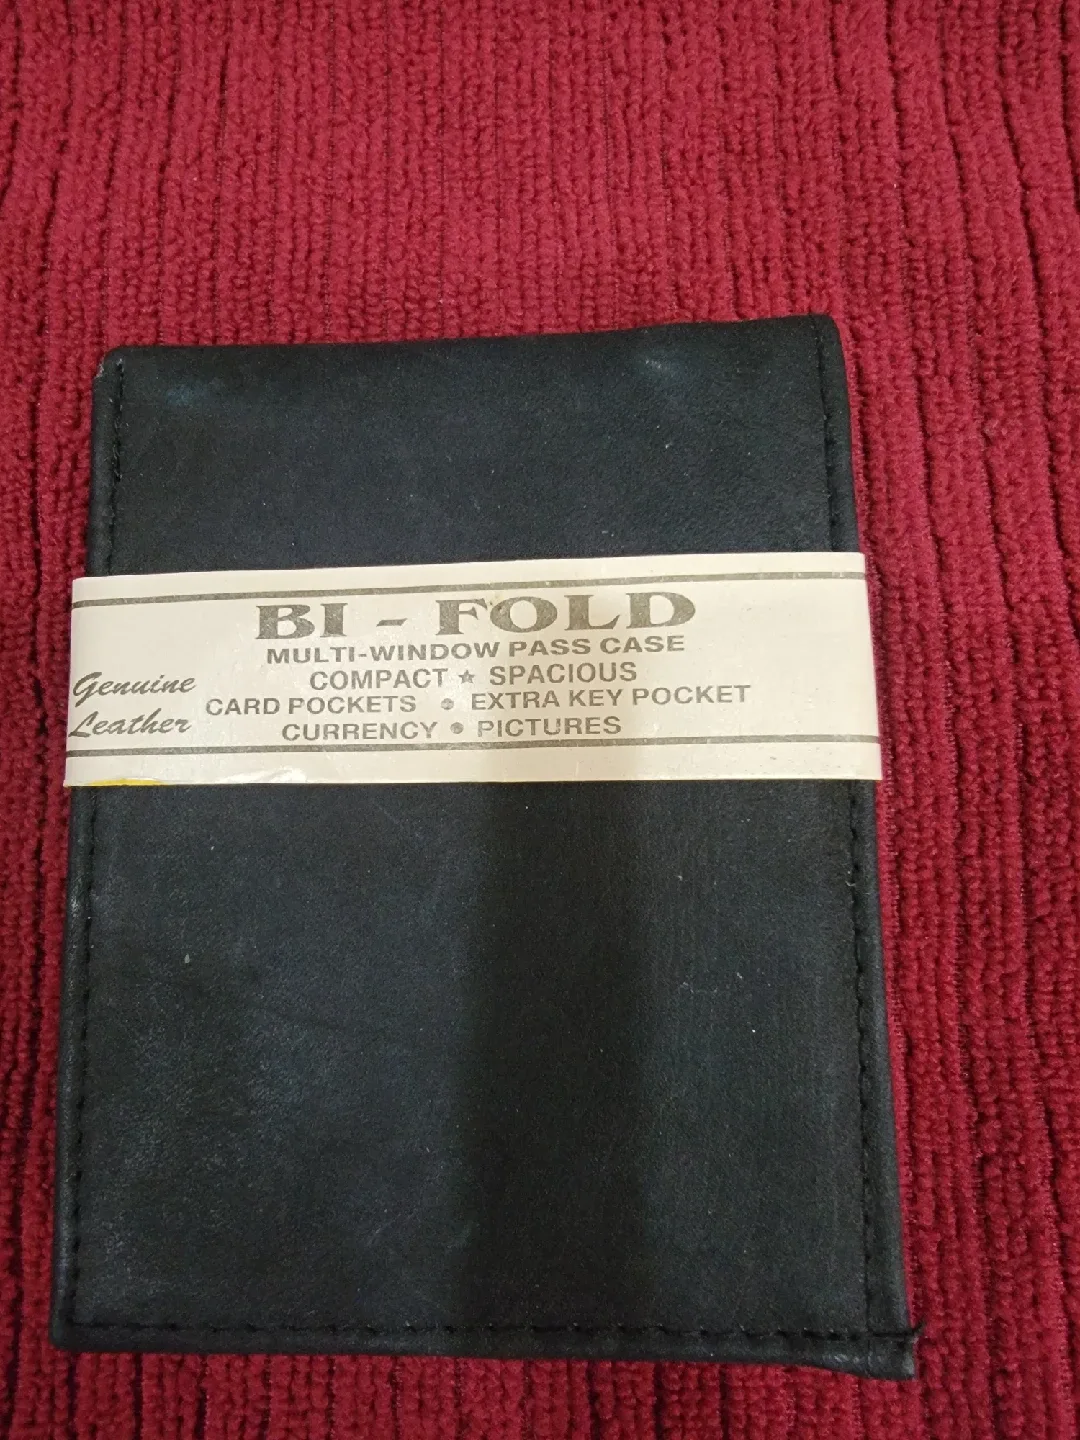 BI - FOLD
MULTI-WINDOW PASS CASE
COMPACT ★ SPACIOUS
CARD POCKETS • EXTRA KEY POCKET
CURRENCY • PICTURES
Genuine
Leather